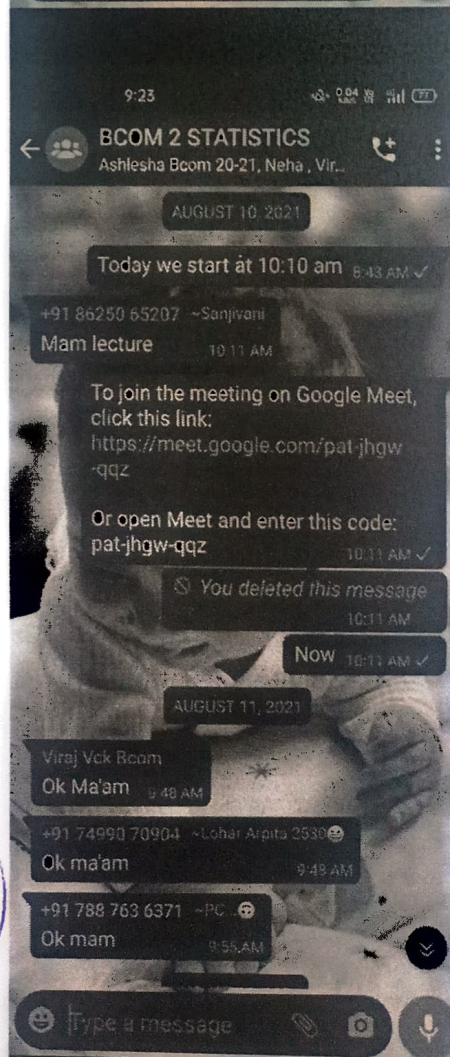 9:23
0.04
77
BCOM 2 STATISTICS
Ashlesha Bcom 20-21, Neha , Vir...
AUGUST 10, 2021
Today we start at 10:10 am 8:43 AM
+91 86250 65207 ~Sanjivani
Mam lecture 10:11 AM
To join the meeting on Google Meet,
click this link:
https://meet.google.com/pat-jhgw
-qqz
Or open Meet and enter this code:
pat-jhgw-qqz
10:11 AM
You deleted this message
10:11 AM
Now 10:11 AM
AUGUST 11, 2021
Viraj Vck Bcom
Ok Ma'am 9:48 AM
+91 74990 70904 ~Lohar Arpita 2530😀
Ok ma'am
9:48 AM
+91 788 763 6371 ~PC...🙃
Ok mam 9:55 AM
Type a message